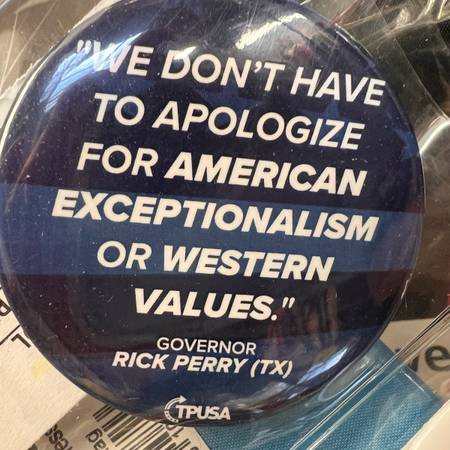 "WE DON'T HAVE
TO APOLOGIZE
FOR AMERICAN
EXCEPTIONALISM
OR WESTERN
VALUES."
GOVERNOR
RICK PERRY (TX)
TPUSA